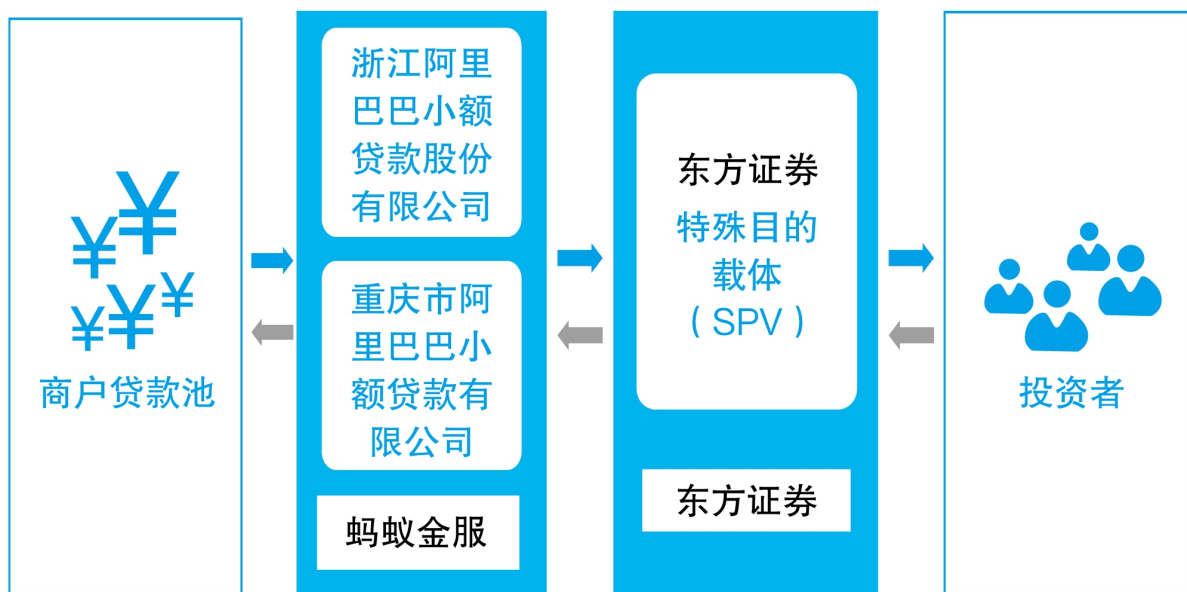 ¥
¥
¥
¥
¥
商户贷款池
浙江阿里
巴巴小额
贷款股份
有限公司
重庆市阿
里巴巴小
额贷款有
限公司
蚂蚁金服
东方证券
特殊目的
载体
（SPV）
东方证券
投资者